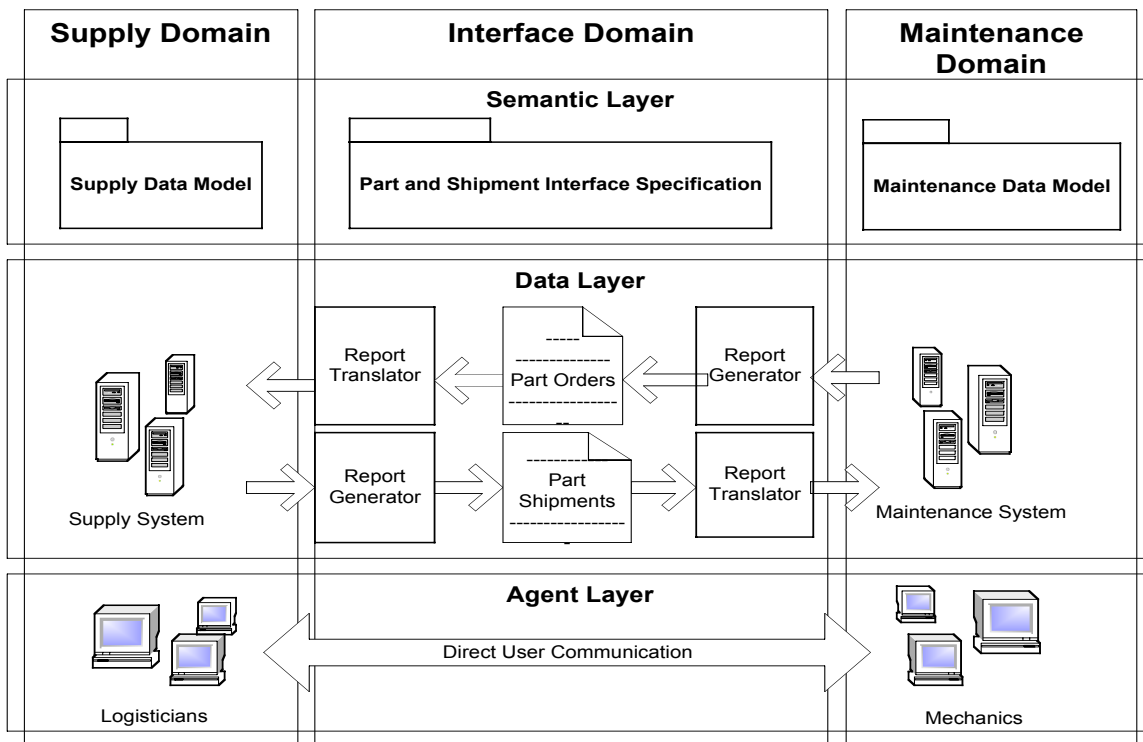 Supply Domain
Interface Domain
Maintenance
Domain
Semantic Layer
Supply Data Model
Part and Shipment Interface Specification
Maintenance Data Model
Data Layer
Report
Translator
Part Orders
Report
Generator
Report
Generator
Part
Shipments
Report
Translator
Supply System
Maintenance System
Agent Layer
Direct User Communication
Logisticians
Mechanics